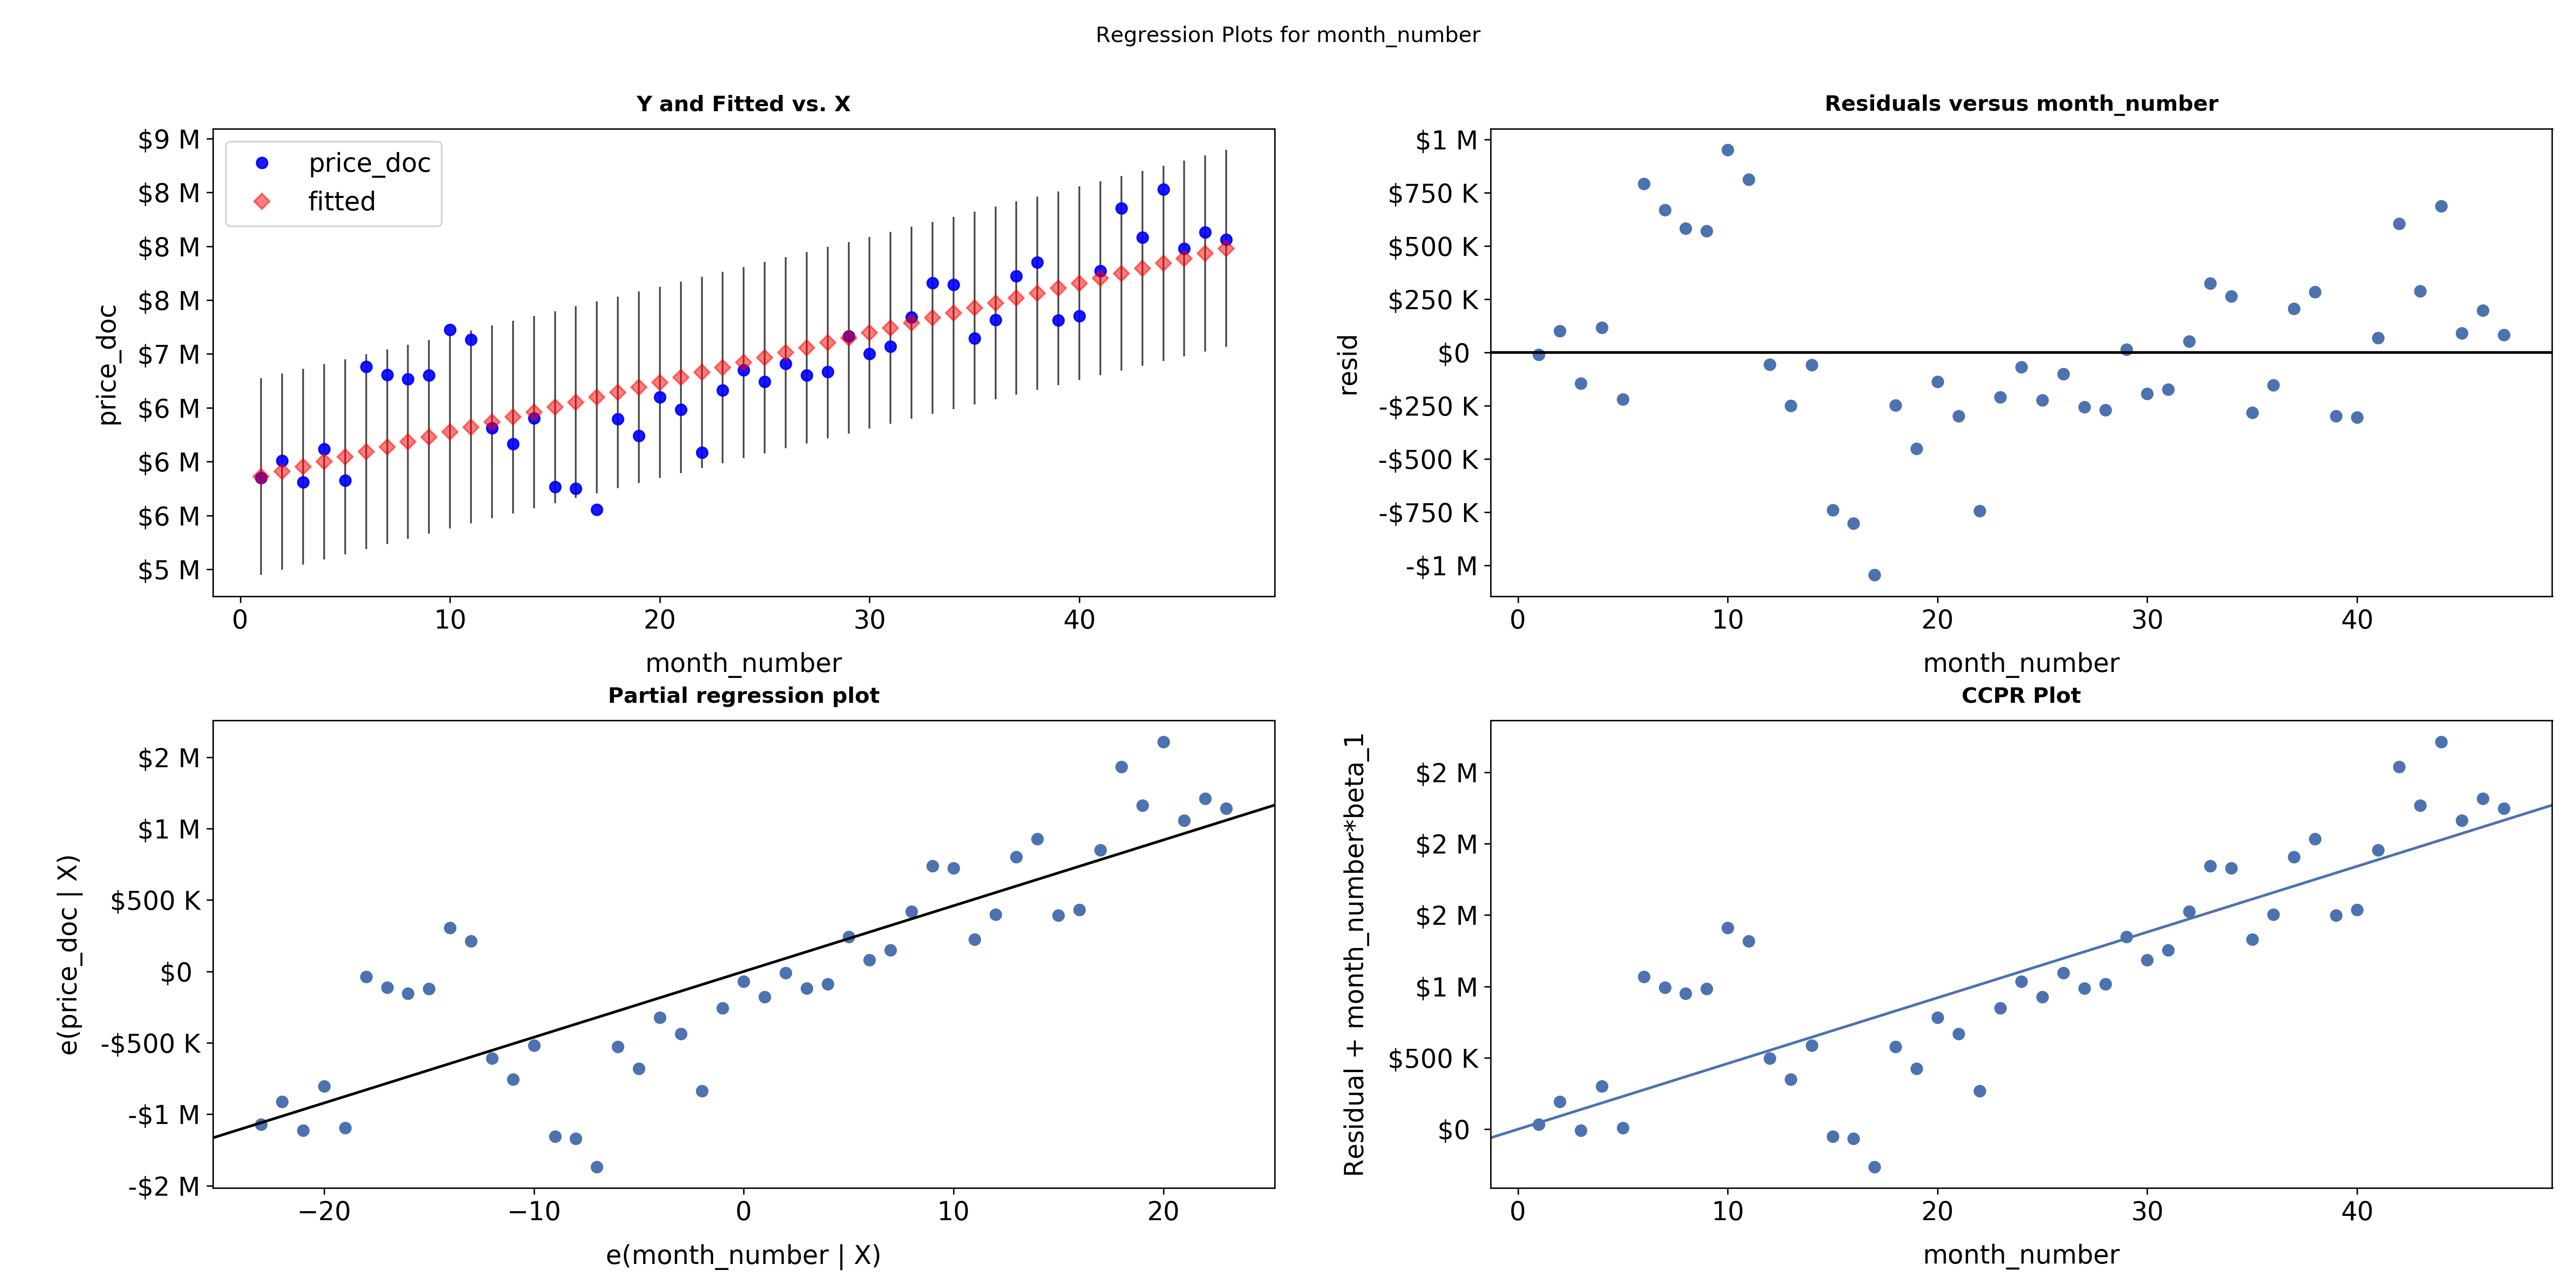 Regression Plots for month_number
Y and Fitted vs. X
price_doc
$9 M
$8 M
$8 M
$8 M
$7 M
$6 M
$6 M
$6 M
$5 M
price_doc
fitted
0 10 20 30 40
month_number
Residuals versus month_number
resid
$1 M
$750 K
$500 K
$250 K
$0
-$250 K
-$500 K
-$750 K
-$1 M
0 10 20 30 40
month_number
Partial regression plot
e(price_doc | X)
$2 M
$1 M
$500 K
$0
-$500 K
-$1 M
-$2 M
−20 −10 0 10 20
e(month_number | X)
CCPR Plot
Residual + month_number*beta_1
$2 M
$2 M
$2 M
$1 M
$500 K
$0
0 10 20 30 40
month_number